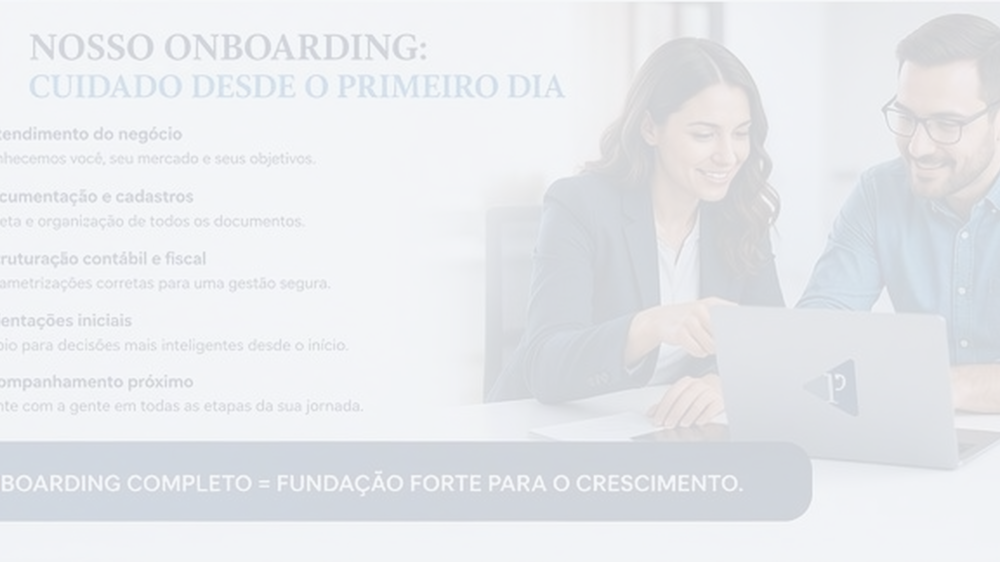 NOSSO ONBOARDING:
CUIDADO DESDE O PRIMEIRO DIA
tendimento do negócio
nhecemos você, seu mercado e seus objetivos.
cumentação e cadastros
eta e organização de todos os documentos.
ruturação contábil e fiscal
ametrizações corretas para uma gestão segura.
entações iniciais
oio para decisões mais inteligentes desde o início.
ompanhamento próximo
nte com a gente em todas as etapas da sua jornada.
P
BOARDING COMPLETO = FUNDAÇÃO FORTE PARA O CRESCIMENTO.